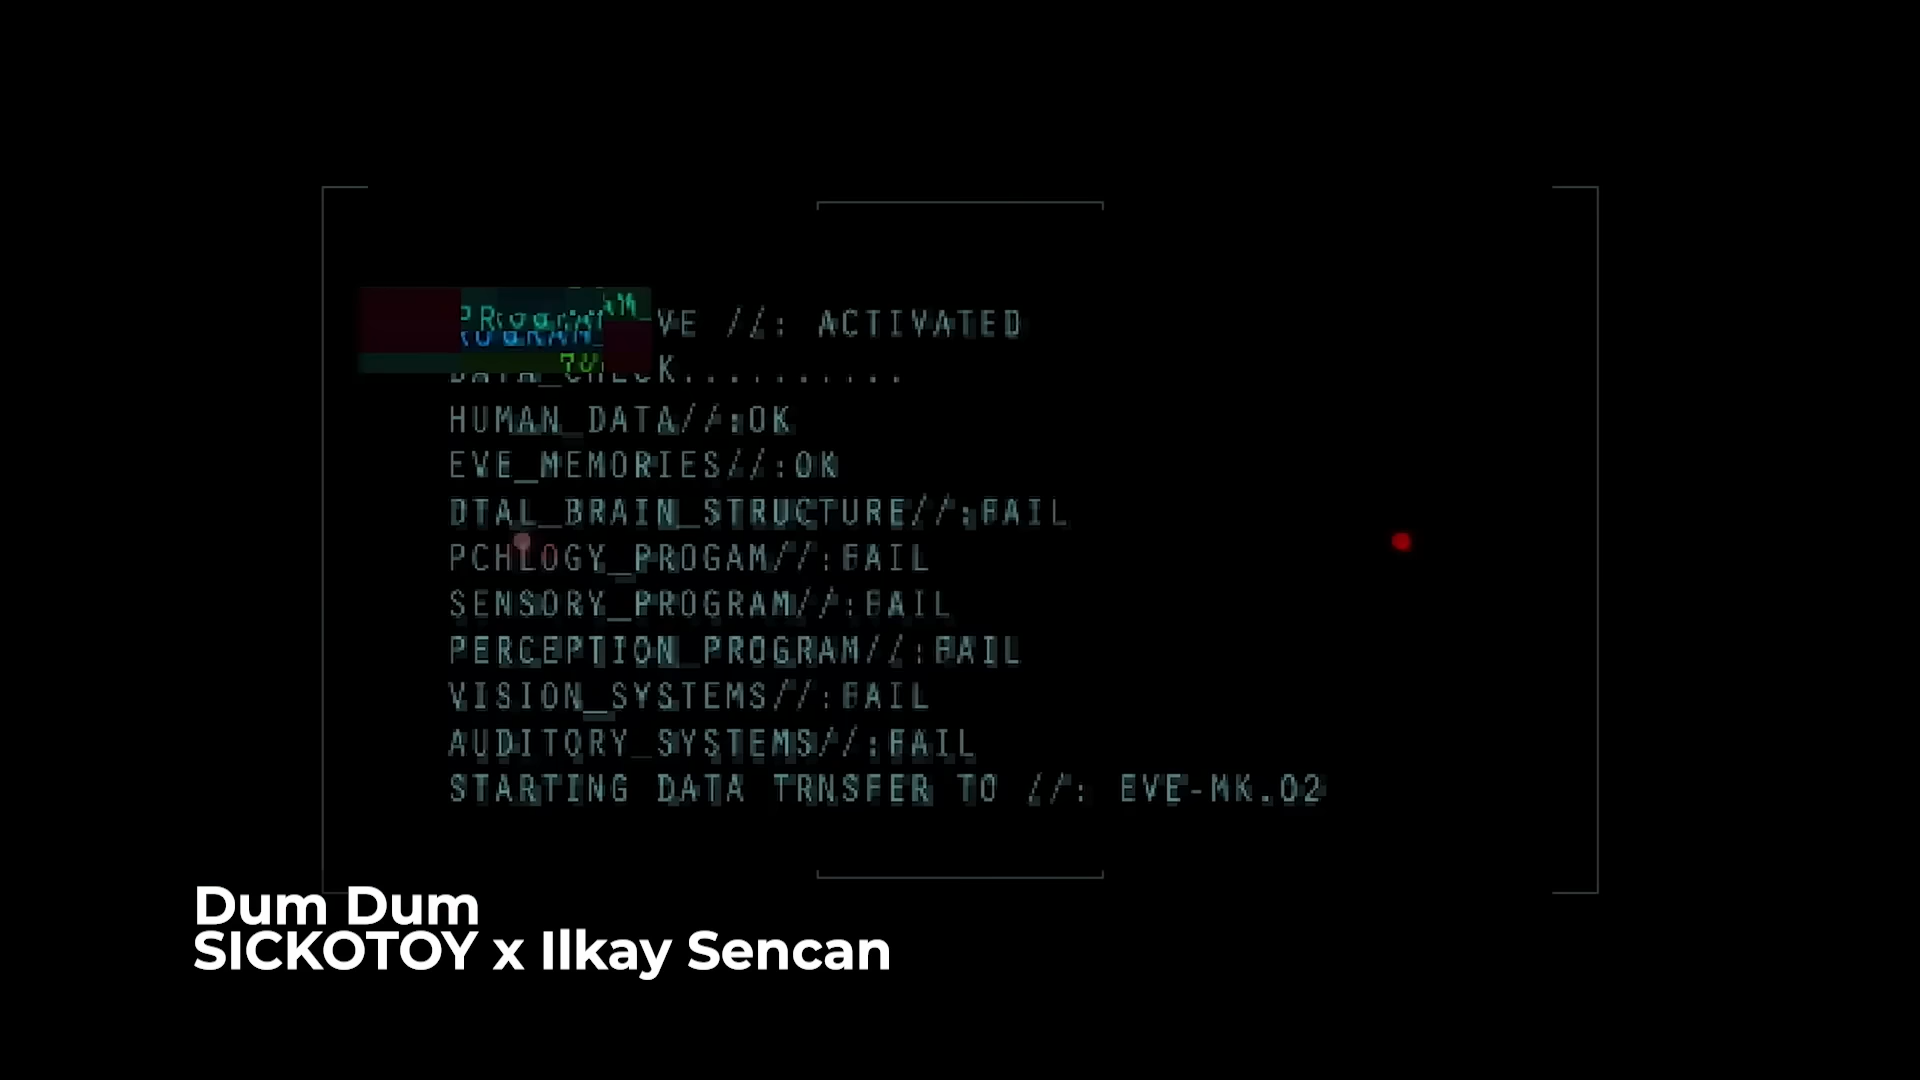 VE //: ACTIVATED
DATA_CHECK..........
HUMAN_DATA//:OK
EVE_MEMORIES//:OK
DTAL_BRAIN_STRUCTURE//:FAIL
PCHLOGY_PROGAM//:FAIL
SENSORY_PROGRAM//:FAIL
PERCEPTION_PROGRAM//:FAIL
VISION_SYSTEMS//:FAIL
AUDITORY_SYSTEMS//:FAIL
STARTING DATA TRNSFER TO //: EVE-MK.02
Dum Dum
SICKOTOY x Ilkay Sencan